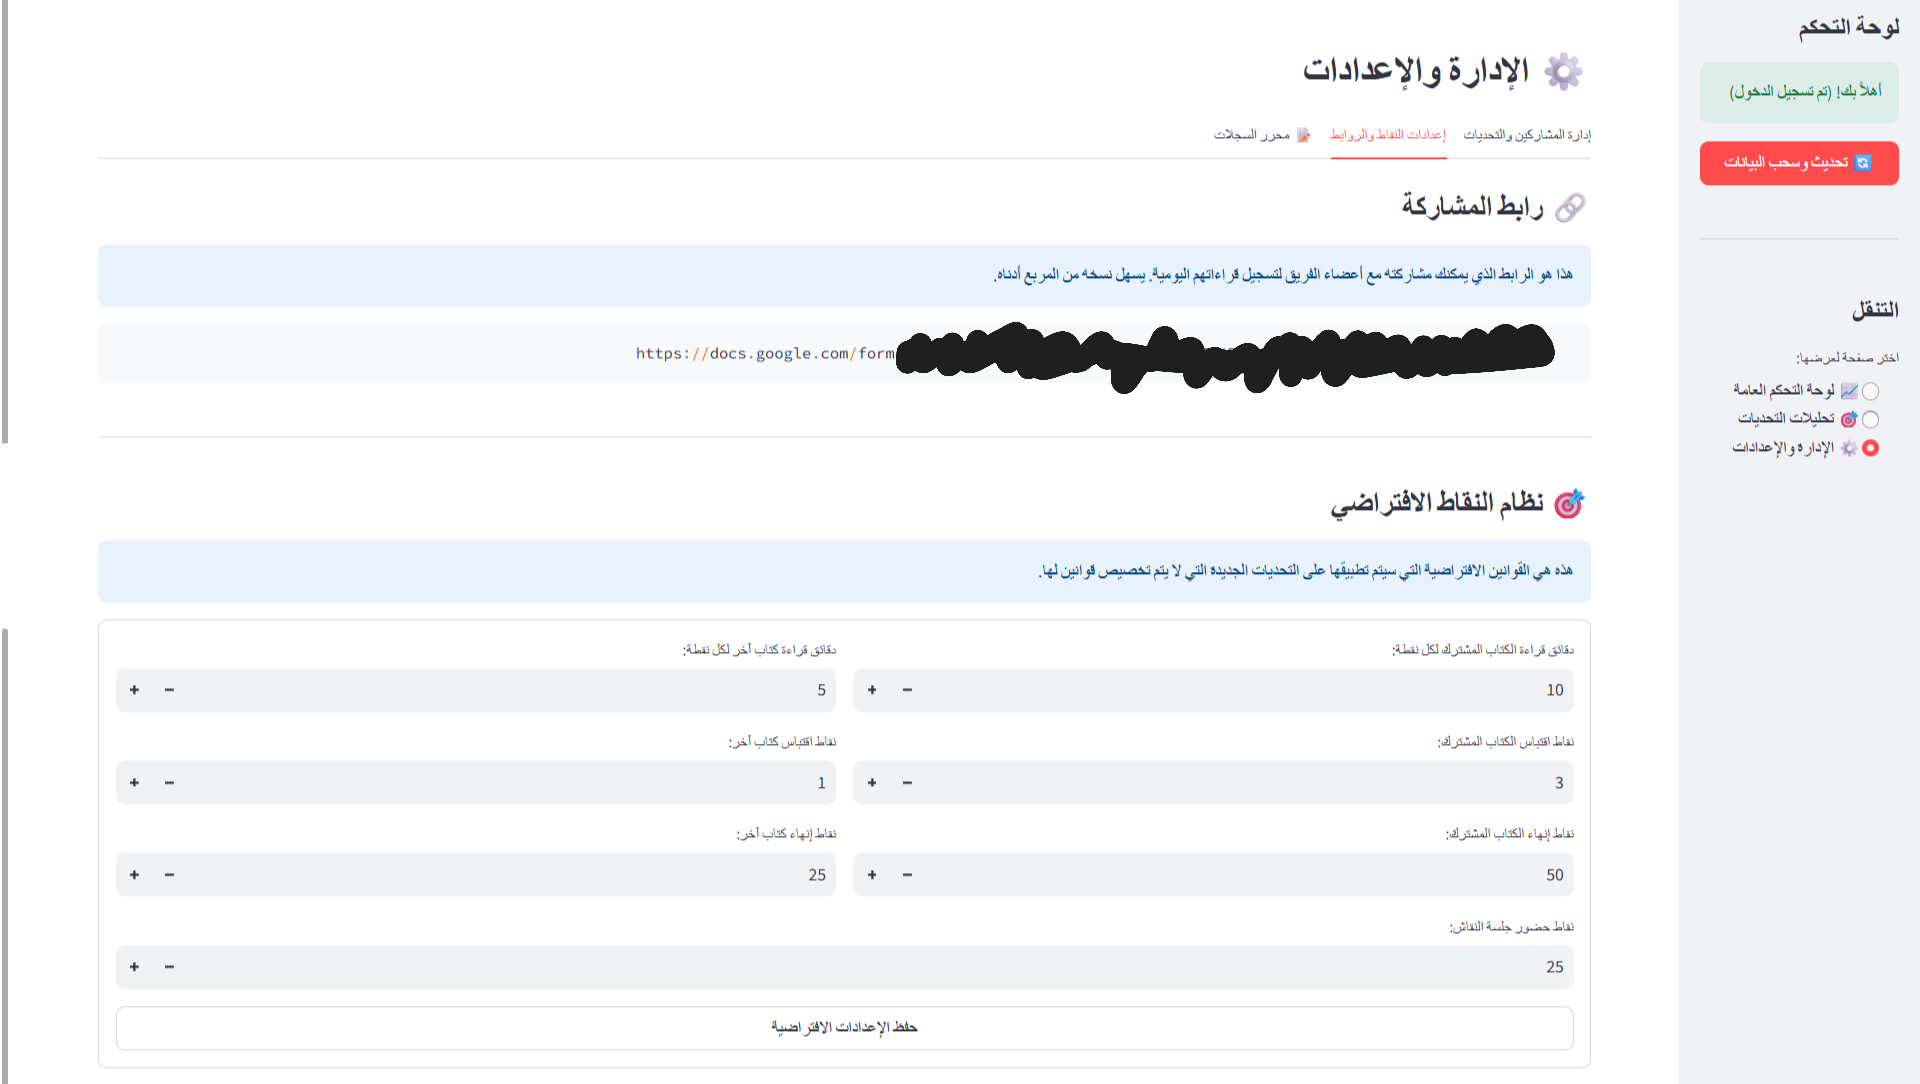 لوحة التحكم
أهلاً بك! (تم تسجيل الدخول)
تحديث وسحب البيانات
التنقل
اختر صفحة لعرضها:
لوحة التحكم العامة
تحليلات التحديات
الإدارة والإعدادات
الإدارة والإعدادات
إدارة المشاركين والتحديات
إعدادات النقاط والروابط
محرر السجلات
رابط المشاركة
هذا هو الرابط الذي يمكنك مشاركته مع أعضاء الفريق لتسجيل قراءاتهم اليومية. يسهل نسخه من المربع أدناه.
https://docs.google.com/form
نظام النقاط الافتراضي
هذه هي القوانين الافتراضية التي سيتم تطبيقها على التحديات الجديدة التي لا يتم تخصيص قوانين لها.
دقائق قراءة الكتاب المشترك لكل نقطة:
10
دقائق قراءة كتاب آخر لكل نقطة:
5
نقاط اقتباس الكتاب المشترك:
3
نقاط اقتباس كتاب آخر:
1
نقاط إنهاء الكتاب المشترك:
50
نقاط إنهاء كتاب آخر:
25
نقاط حضور جلسة النقاش:
25
حفظ الإعدادات الافتراضية